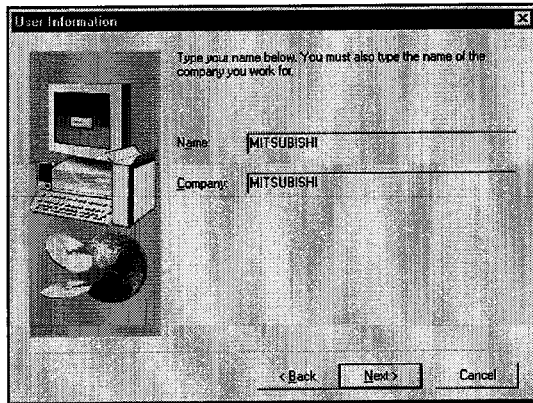 User Information
Type your name below. You must also type the name of the
company you work for.
Name: MITSUBISHI
Company: MITSUBISHI
< Back Next > Cancel